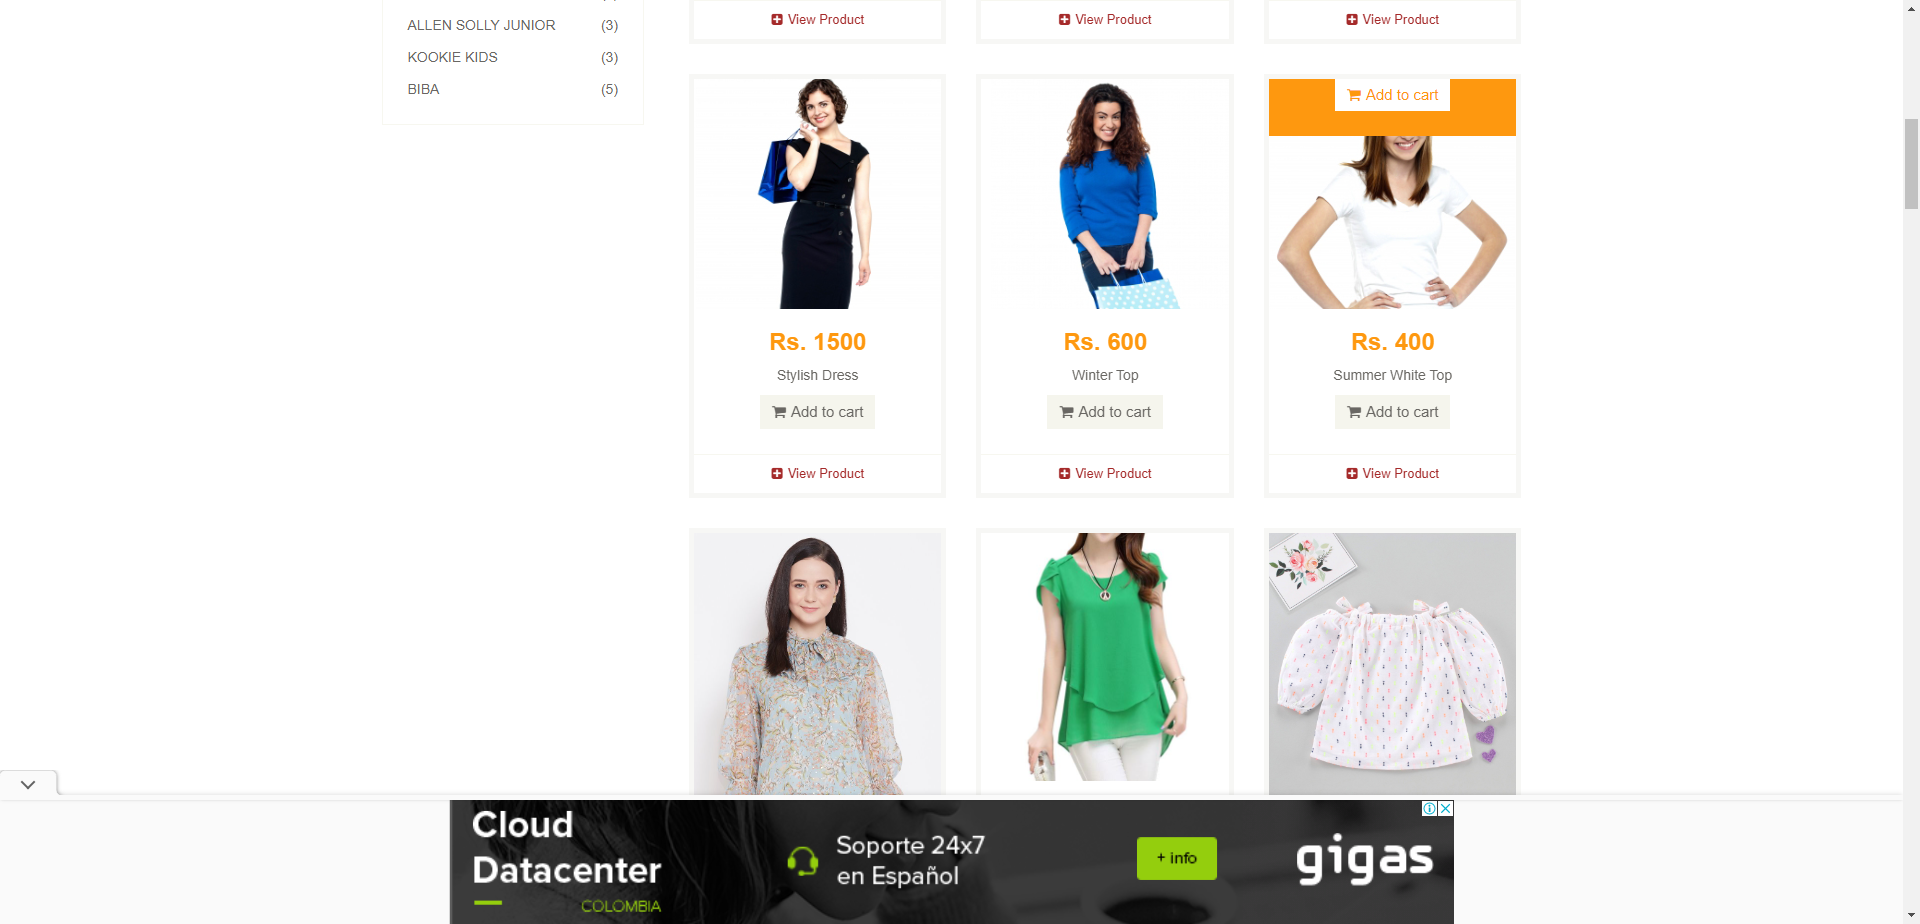 ALLEN SOLLY JUNIOR (3)
KOOKIE KIDS (3)
BIBA (5)
View Product View Product View Product
Add to cart
Rs. 1500 Rs. 600 Rs. 400
Stylish Dress Winter Top Summer White Top
Add to cart Add to cart Add to cart
View Product View Product View Product
Cloud
Datacenter
COLOMBIA
Soporte 24x7
en Español
+ info
gigas